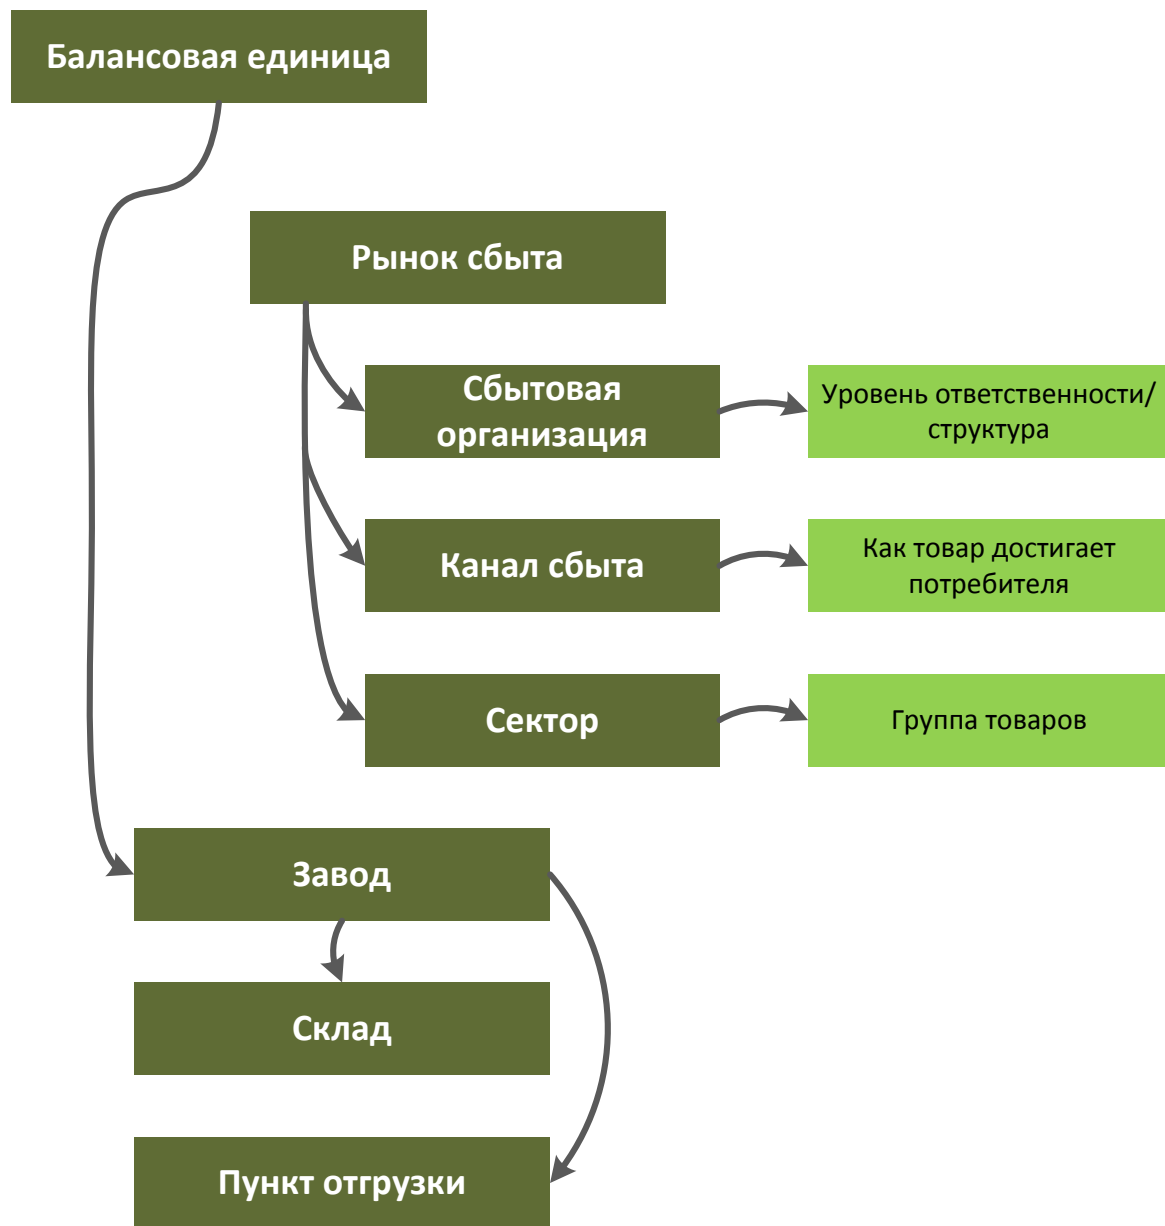 Балансовая единица
Рынок сбыта
Сбытовая
организация
Уровень ответственности/
структура
Канал сбыта
Как товар достигает
потребителя
Сектор
Группа товаров
Завод
Склад
Пункт отгрузки